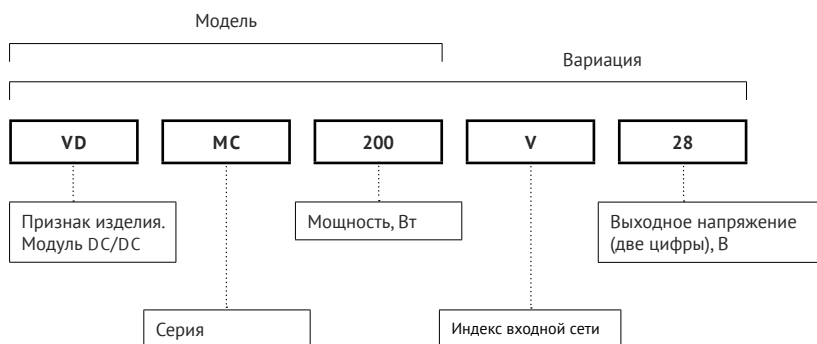 Модель
Вариация
VD MC 200 V 28
Признак изделия.
Модуль DC/DC
Мощность, Вт
Выходное напряжение
(две цифры), В
Серия
Индекс входной сети